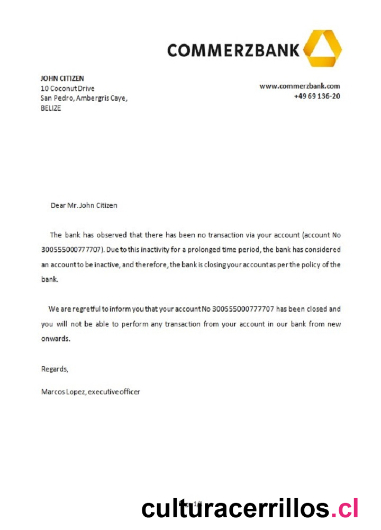 COMMERZBANK
JOHN CITIZEN
10 Coconut Drive
San Pedro, Ambergris Caye,
BELIZE
www.commerzbank.com
+49 69 136-20
Dear Mr. John Citizen
The bank has observed that there has been no transaction via your account (account No
300555000777707). Due to this inactivity for a prolonged time period, the bank has considered
an account to be inactive, and therefore, the bank is closing your account as per the policy of the
bank.
We are regretful to inform you that your account No 300555000777707 has been closed and
you will not be able to perform any transaction from your account in our bank from new
onwards.
Regards,
Marcos Lopez, executive officer
culturacerrillos.cl